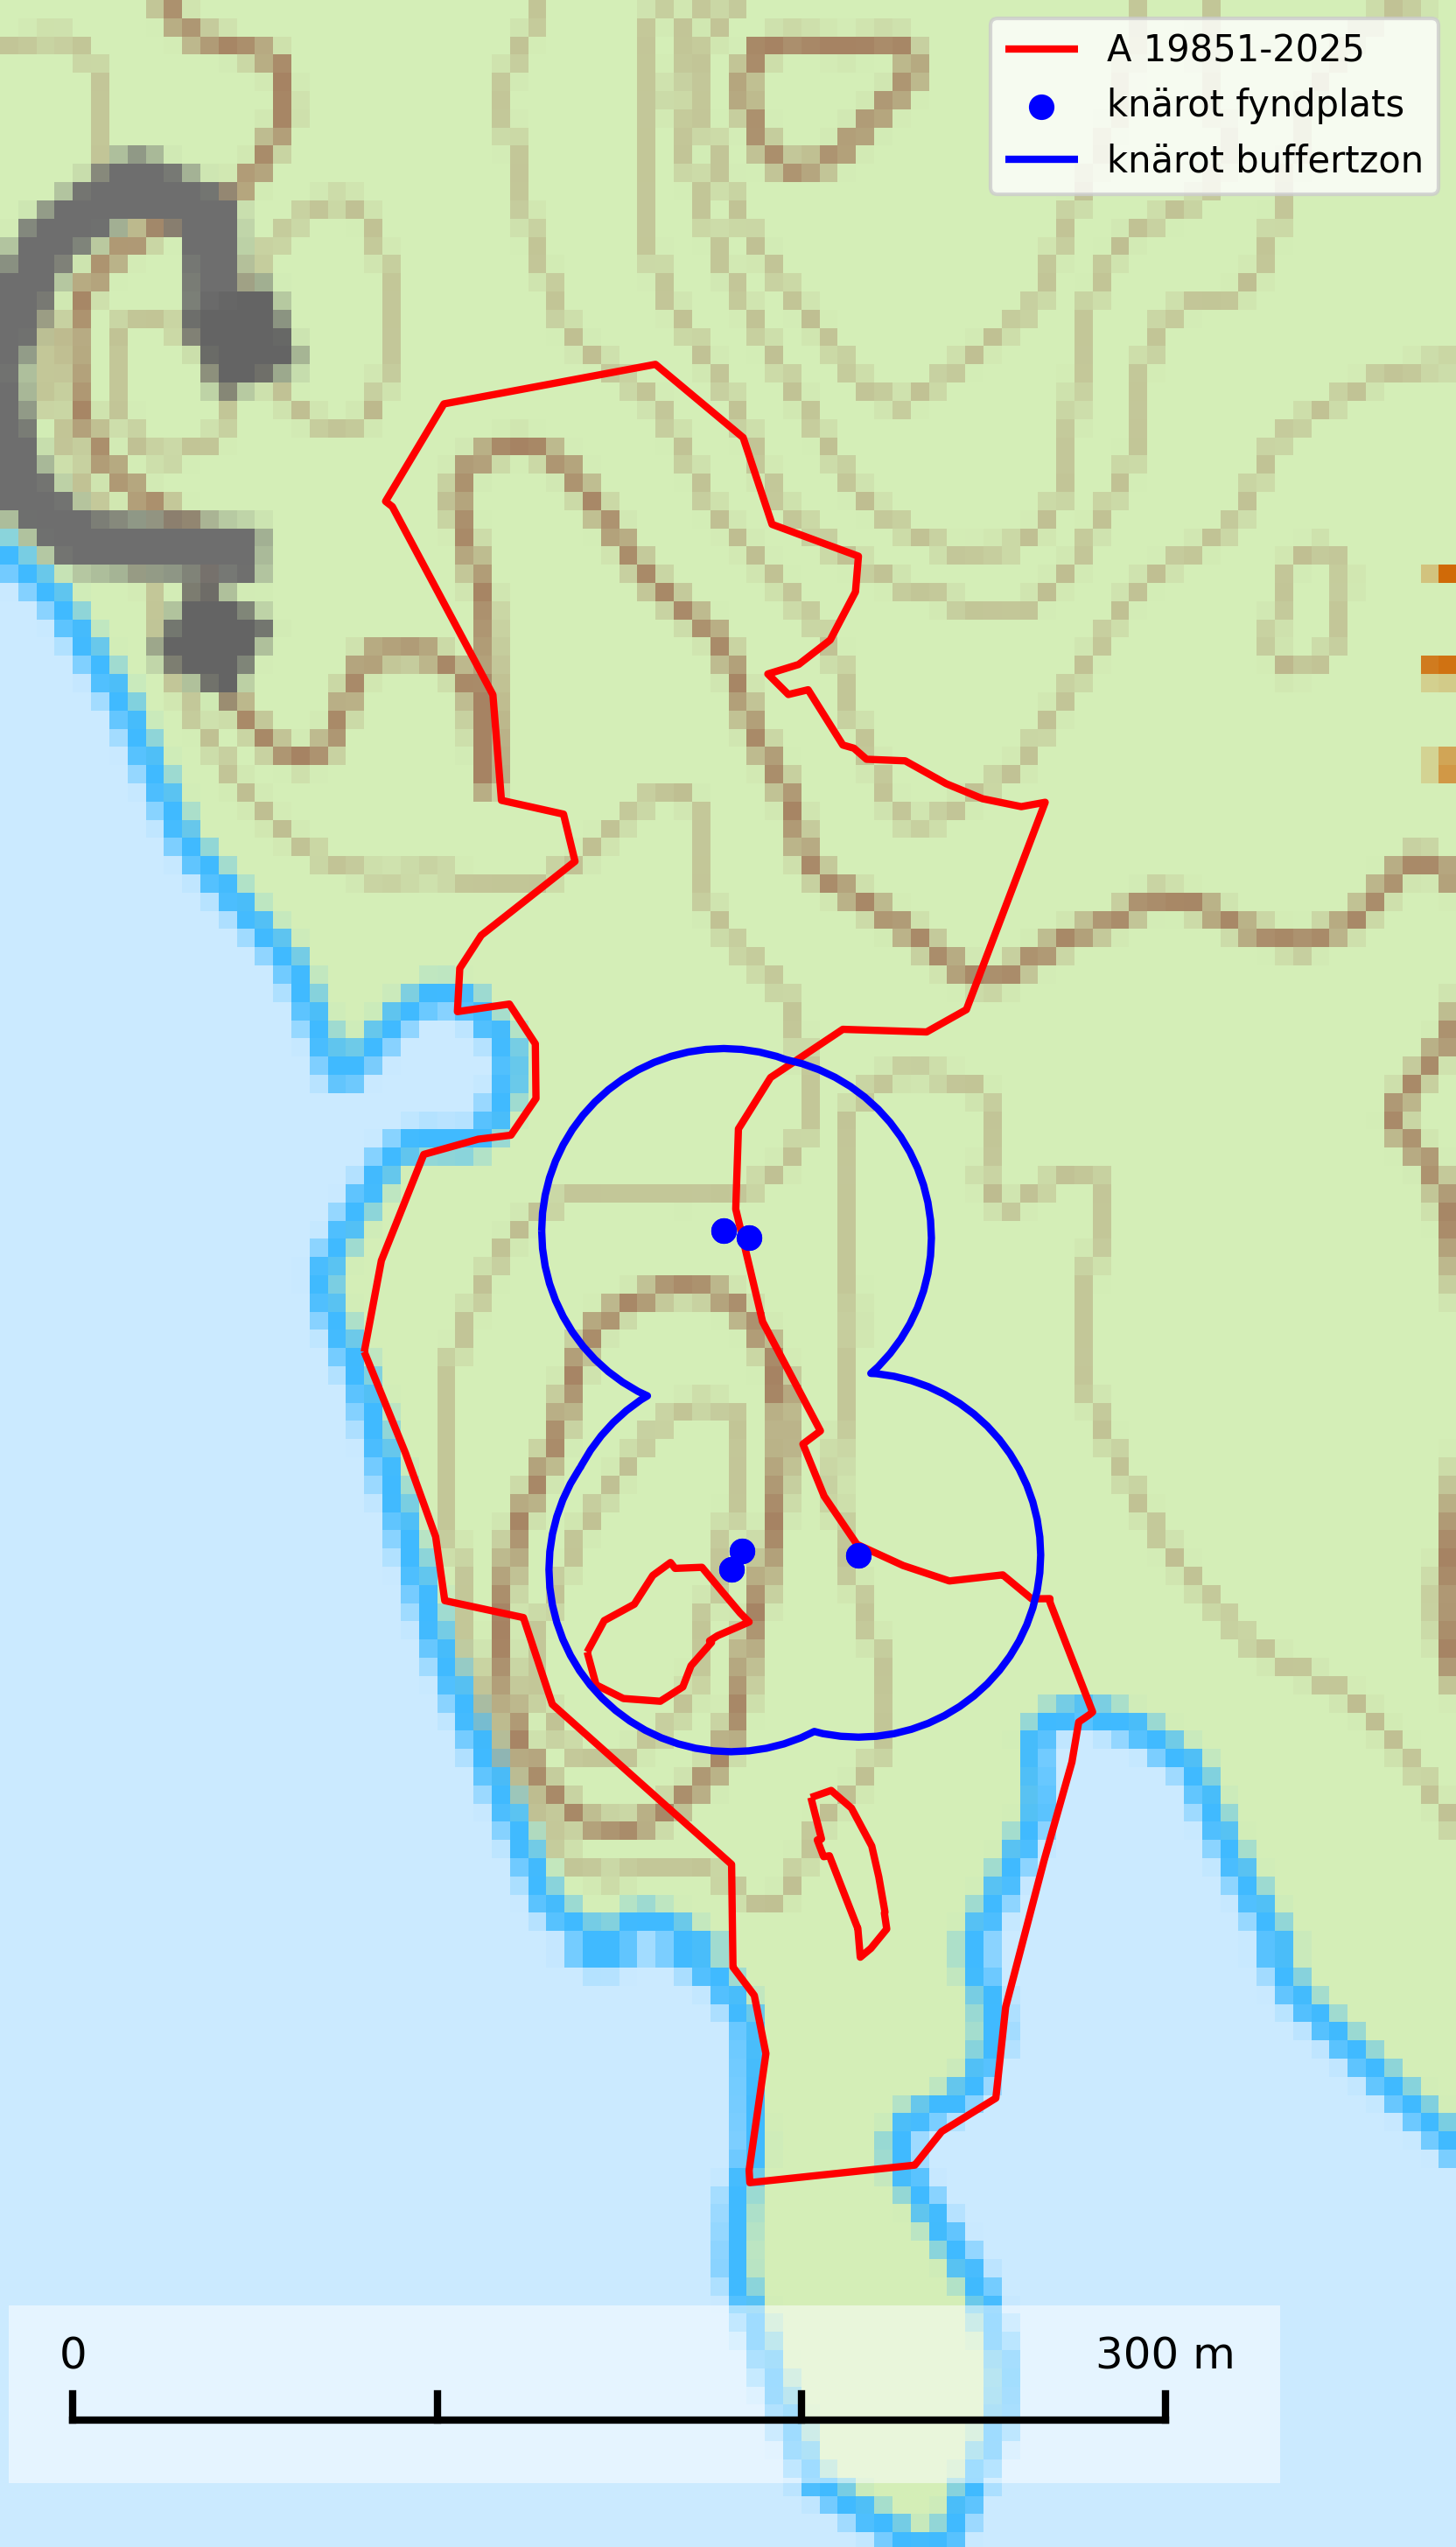 A 19851-2025
knärot fyndplats
knärot buffertzon
0
300 m